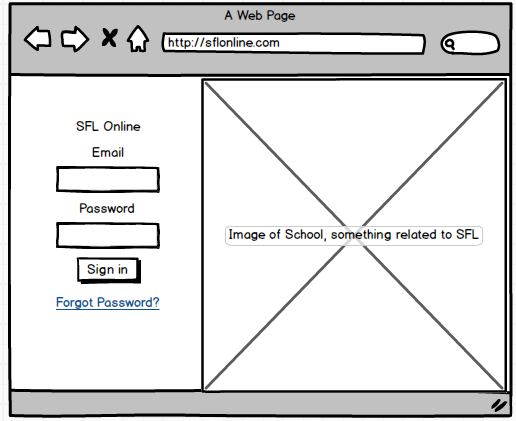 A Web Page
http://sflonline.com
SFL Online
Email
Password
Sign in
Forgot Password?
Image of School, something related to SFL